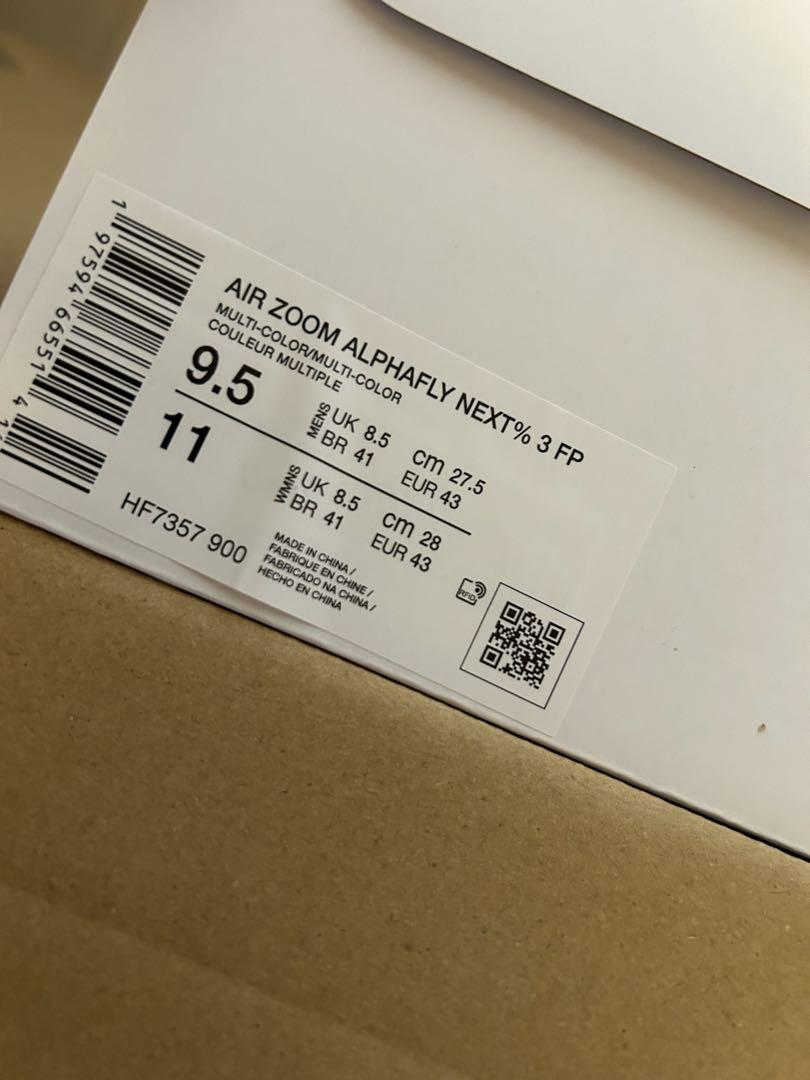 1 97594 66551 4
AIR ZOOM ALPHAFLY NEXT% 3 FP
MULTI-COLOR/MULTI-COLOR
COULEUR MULTIPLE
9.5
MENS
UK 8.5 cm 27.5
BR 41 EUR 43
11
WMNS
UK 8.5 cm 28
BR 41 EUR 43
HF7357 900
MADE IN CHINA /
FABRIQUE EN CHINE /
FABRICADO NA CHINA /
HECHO EN CHINA
RFID